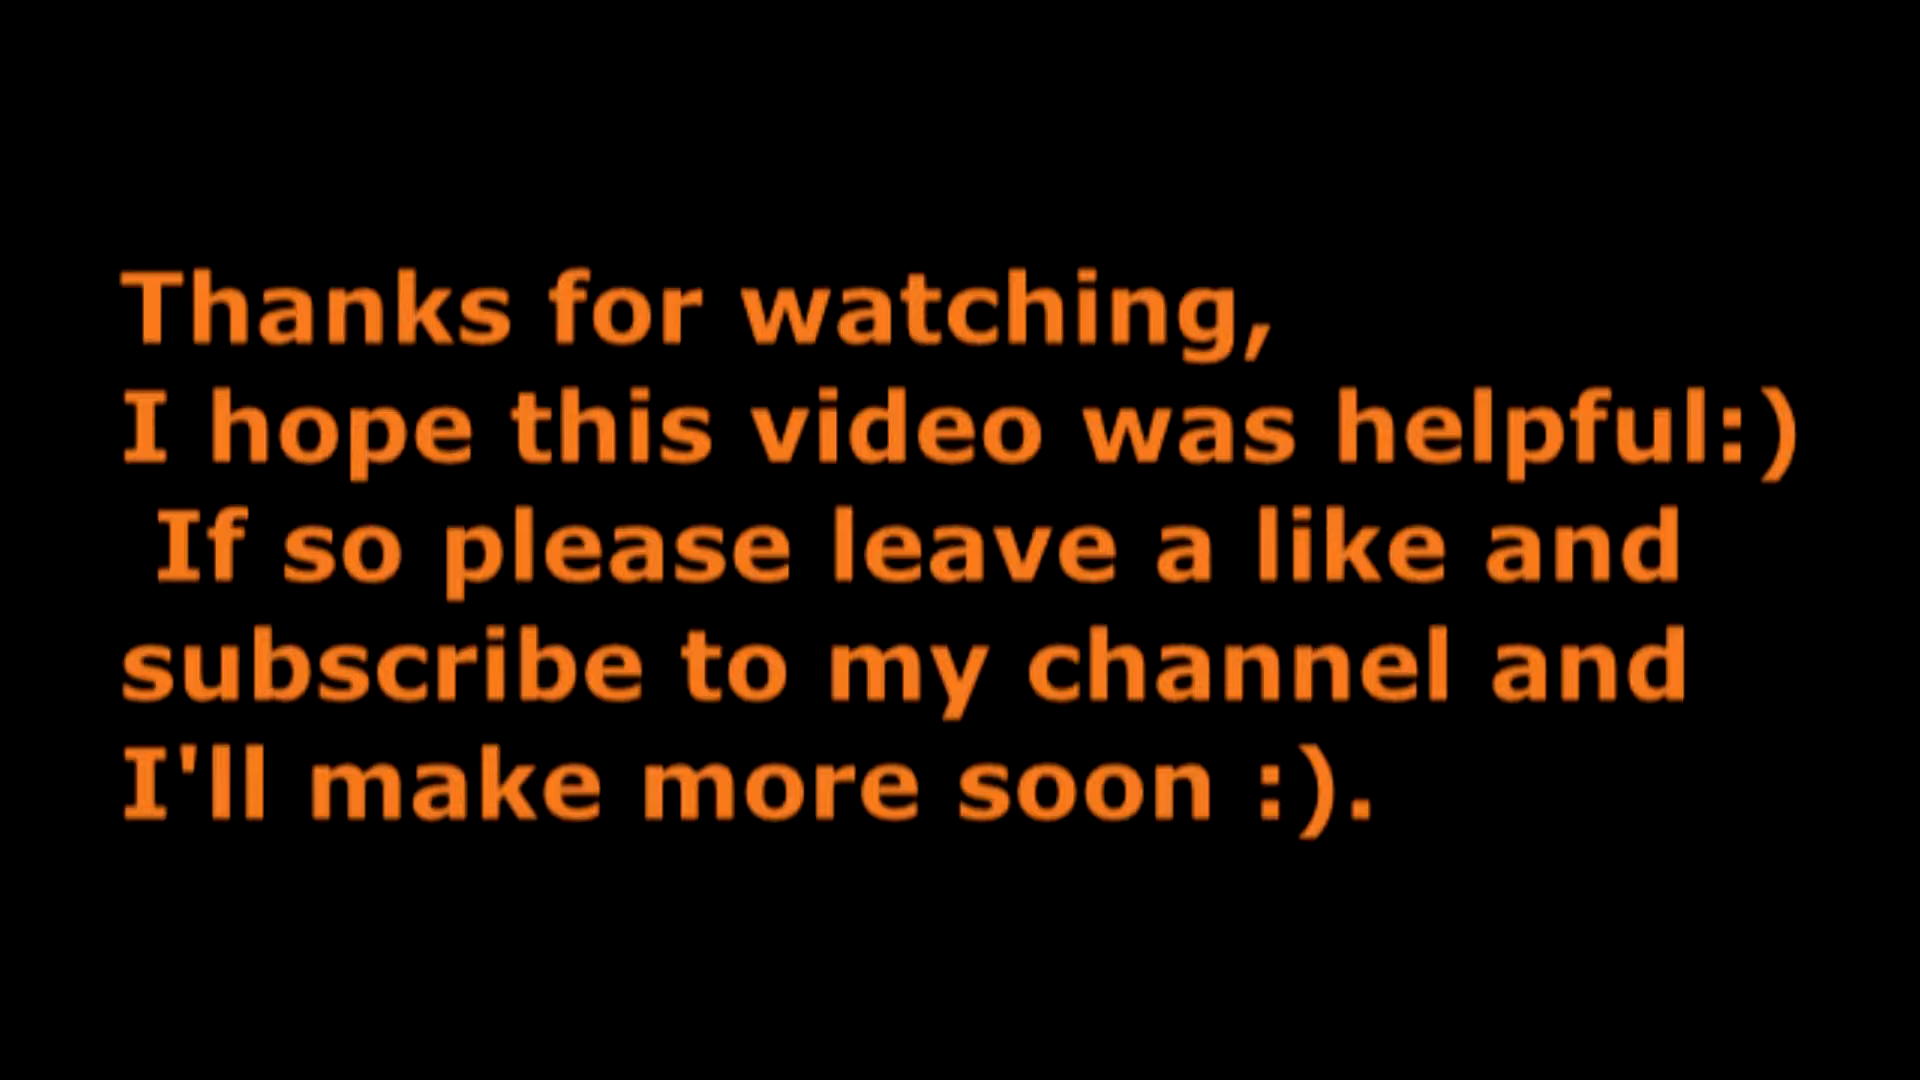 Thanks for watching,
I hope this video was helpful:)
If so please leave a like and
subscribe to my channel and
I'll make more soon :).